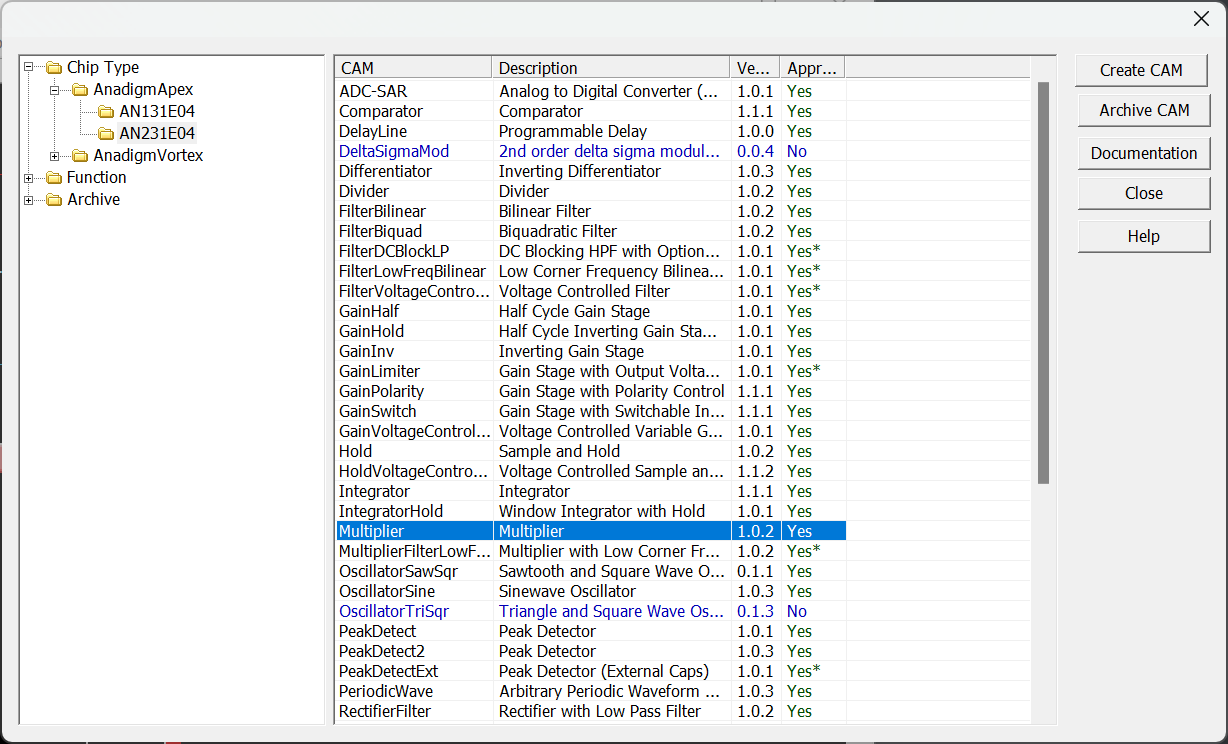 Chip Type
AnadigmApex
AN131E04
AN231E04
AnadigmVortex
Function
Archive
CAM Description Ve... Appr...
ADC-SAR Analog to Digital Converter (... 1.0.1 Yes
Comparator Comparator 1.1.1 Yes
DelayLine Programmable Delay 1.0.0 Yes
DeltaSigmaMod 2nd order delta sigma modul... 0.0.4 No
Differentiator Inverting Differentiator 1.0.3 Yes
Divider Divider 1.0.2 Yes
FilterBilinear Bilinear Filter 1.0.2 Yes
FilterBiquad Biquadratic Filter 1.0.2 Yes
FilterDCBlockLP DC Blocking HPF with Option... 1.0.1 Yes*
FilterLowFreqBilinear Low Corner Frequency Bilinea... 1.0.1 Yes*
FilterVoltageContro... Voltage Controlled Filter 1.0.1 Yes*
GainHalf Half Cycle Gain Stage 1.0.1 Yes
GainHold Half Cycle Inverting Gain Sta... 1.0.1 Yes
GainInv Inverting Gain Stage 1.0.1 Yes
GainLimiter Gain Stage with Output Volta... 1.0.1 Yes*
GainPolarity Gain Stage with Polarity Control 1.1.1 Yes
GainSwitch Gain Stage with Switchable In... 1.1.1 Yes
GainVoltageControl... Voltage Controlled Variable G... 1.0.1 Yes
Hold Sample and Hold 1.0.2 Yes
HoldVoltageContro... Voltage Controlled Sample an... 1.1.2 Yes
Integrator Integrator 1.1.1 Yes
IntegratorHold Window Integrator with Hold 1.0.1 Yes
Multiplier Multiplier 1.0.2 Yes
MultiplierFilterLowF... Multiplier with Low Corner Fr... 1.0.2 Yes*
OscillatorSawSqr Sawtooth and Square Wave O... 0.1.1 Yes
OscillatorSine Sinewave Oscillator 1.0.3 Yes
OscillatorTriSqr Triangle and Square Wave Os... 0.1.3 No
PeakDetect Peak Detector 1.0.1 Yes
PeakDetect2 Peak Detector 1.0.3 Yes
PeakDetectExt Peak Detector (External Caps) 1.0.1 Yes*
PeriodicWave Arbitrary Periodic Waveform ... 1.0.3 Yes
RectifierFilter Rectifier with Low Pass Filter 1.0.2 Yes
Create CAM
Archive CAM
Documentation
Close
Help